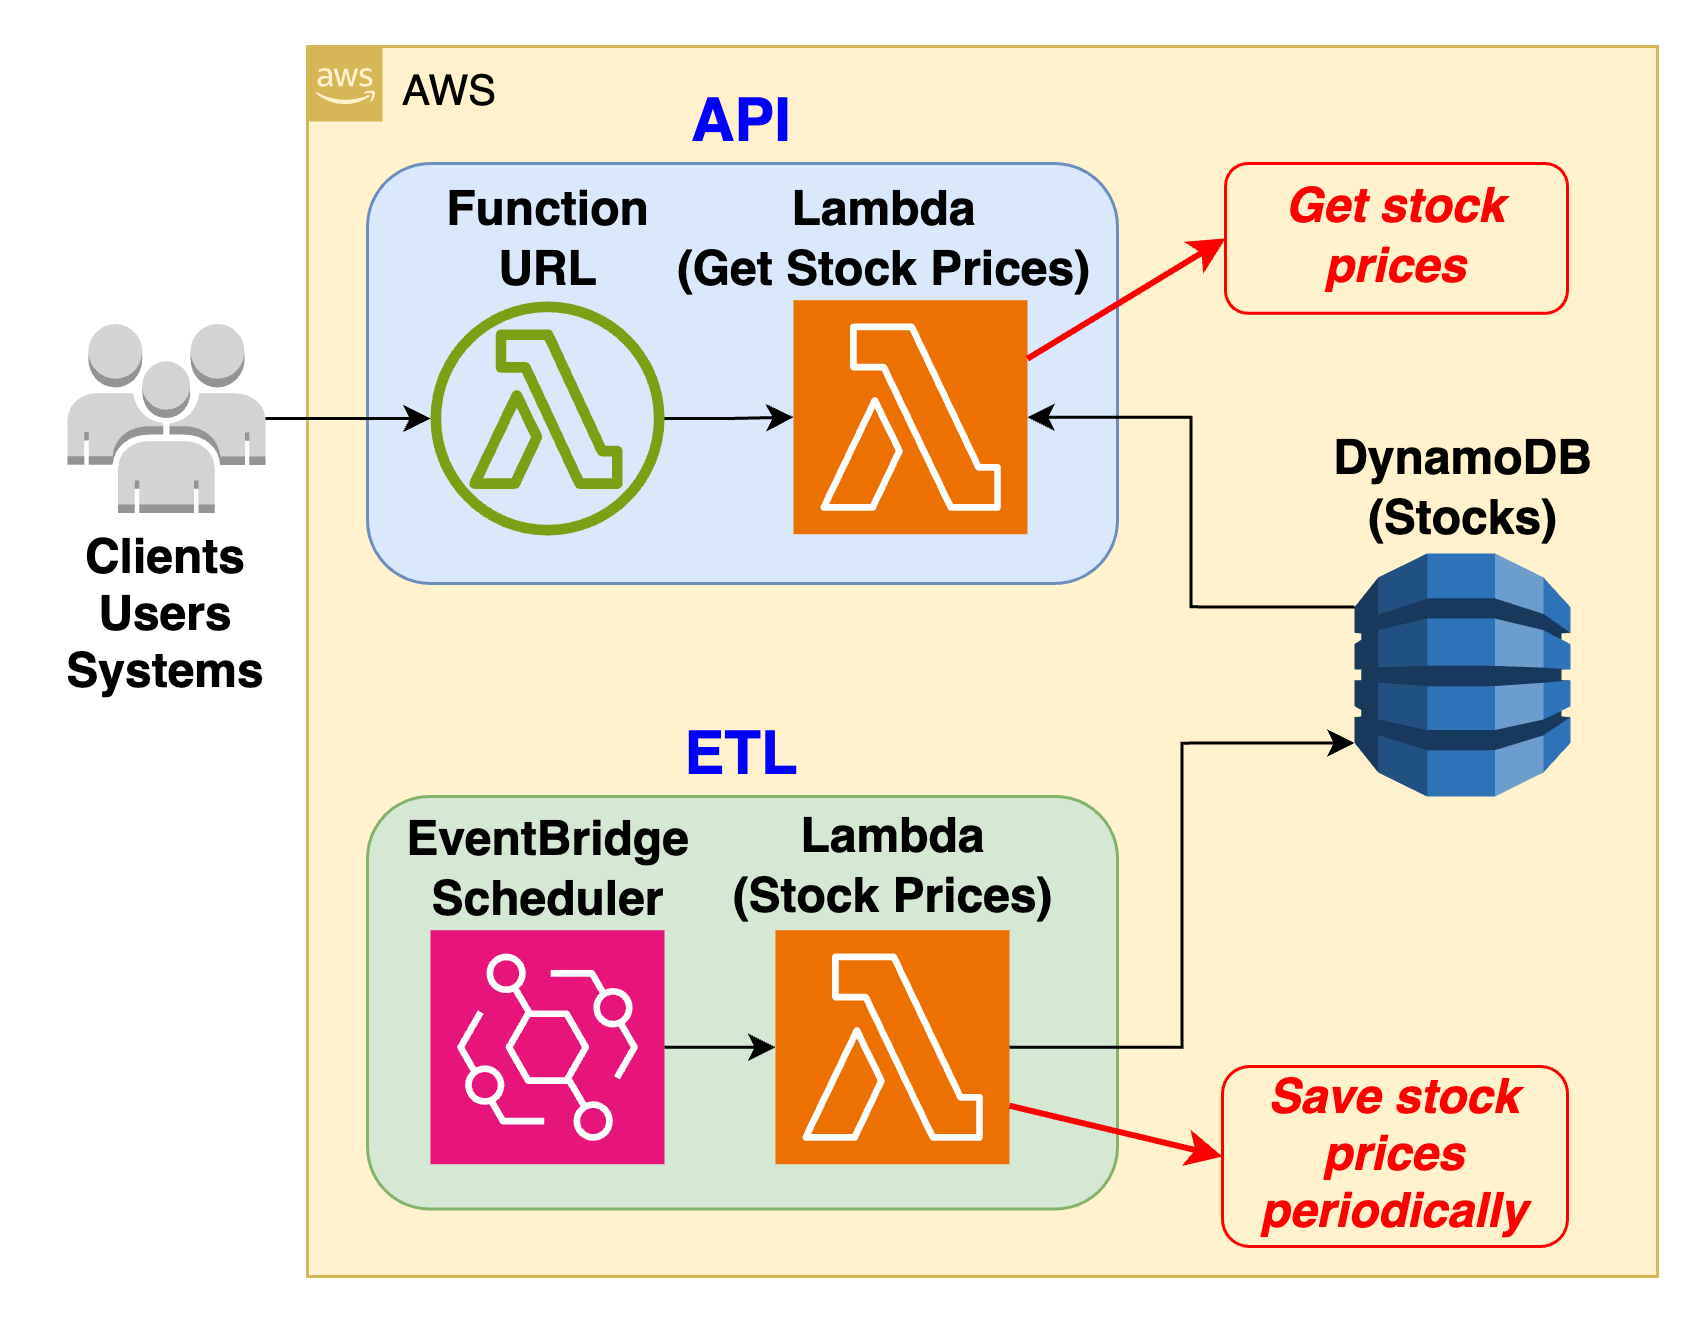 aws
AWS
API
Function
URL
Lambda
(Get Stock Prices)
Get stock
prices
Clients
Users
Systems
DynamoDB
(Stocks)
ETL
EventBridge
Scheduler
Lambda
(Stock Prices)
Save stock
prices
periodically